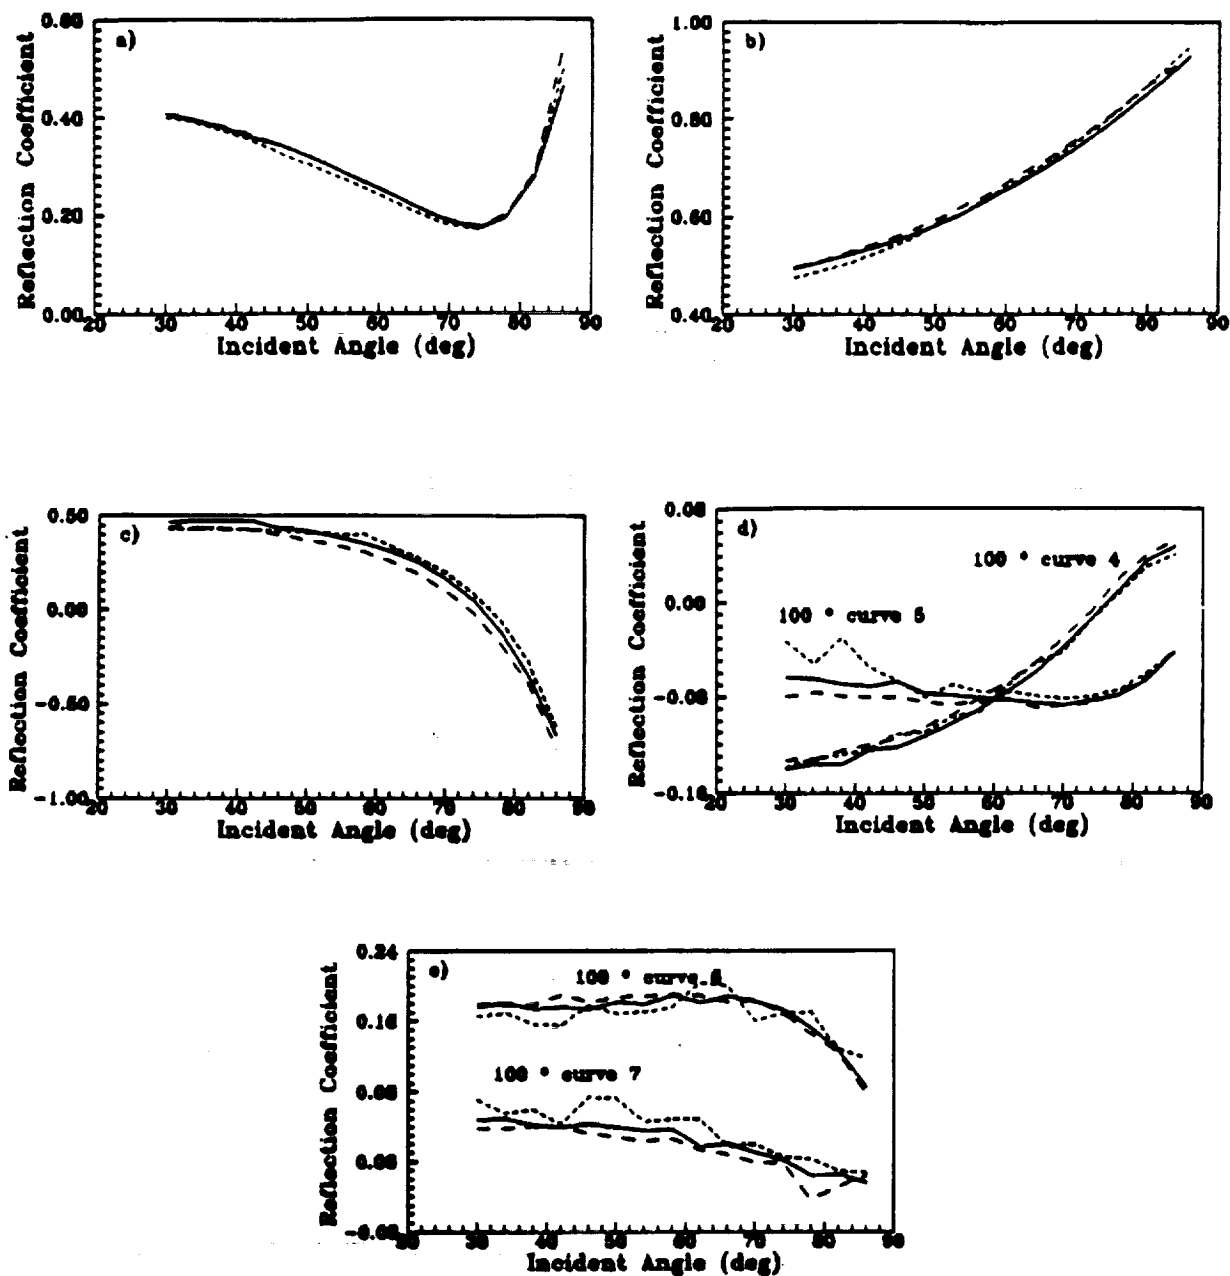 a)
0.60
0.40
0.20
0.00
20 30 40 50 60 70 80 90
Reflection Coefficient
Incident Angle (deg)
b)
1.00
0.80
0.60
0.40
20 30 40 50 60 70 80 90
Reflection Coefficient
Incident Angle (deg)
c)
0.50
0.00
-0.50
-1.00
20 30 40 50 60 70 80 90
Reflection Coefficient
Incident Angle (deg)
d)
0.08
0.00
-0.08
-0.16
100 * curve 4
100 * curve 5
20 30 40 50 60 70 80 90
Reflection Coefficient
Incident Angle (deg)
e)
0.24
0.16
0.08
0.00
-0.08
100 * curve
100 * curve 7
20 30 40 50 60 70 80 90
Reflection Coefficient
Incident Angle (deg)